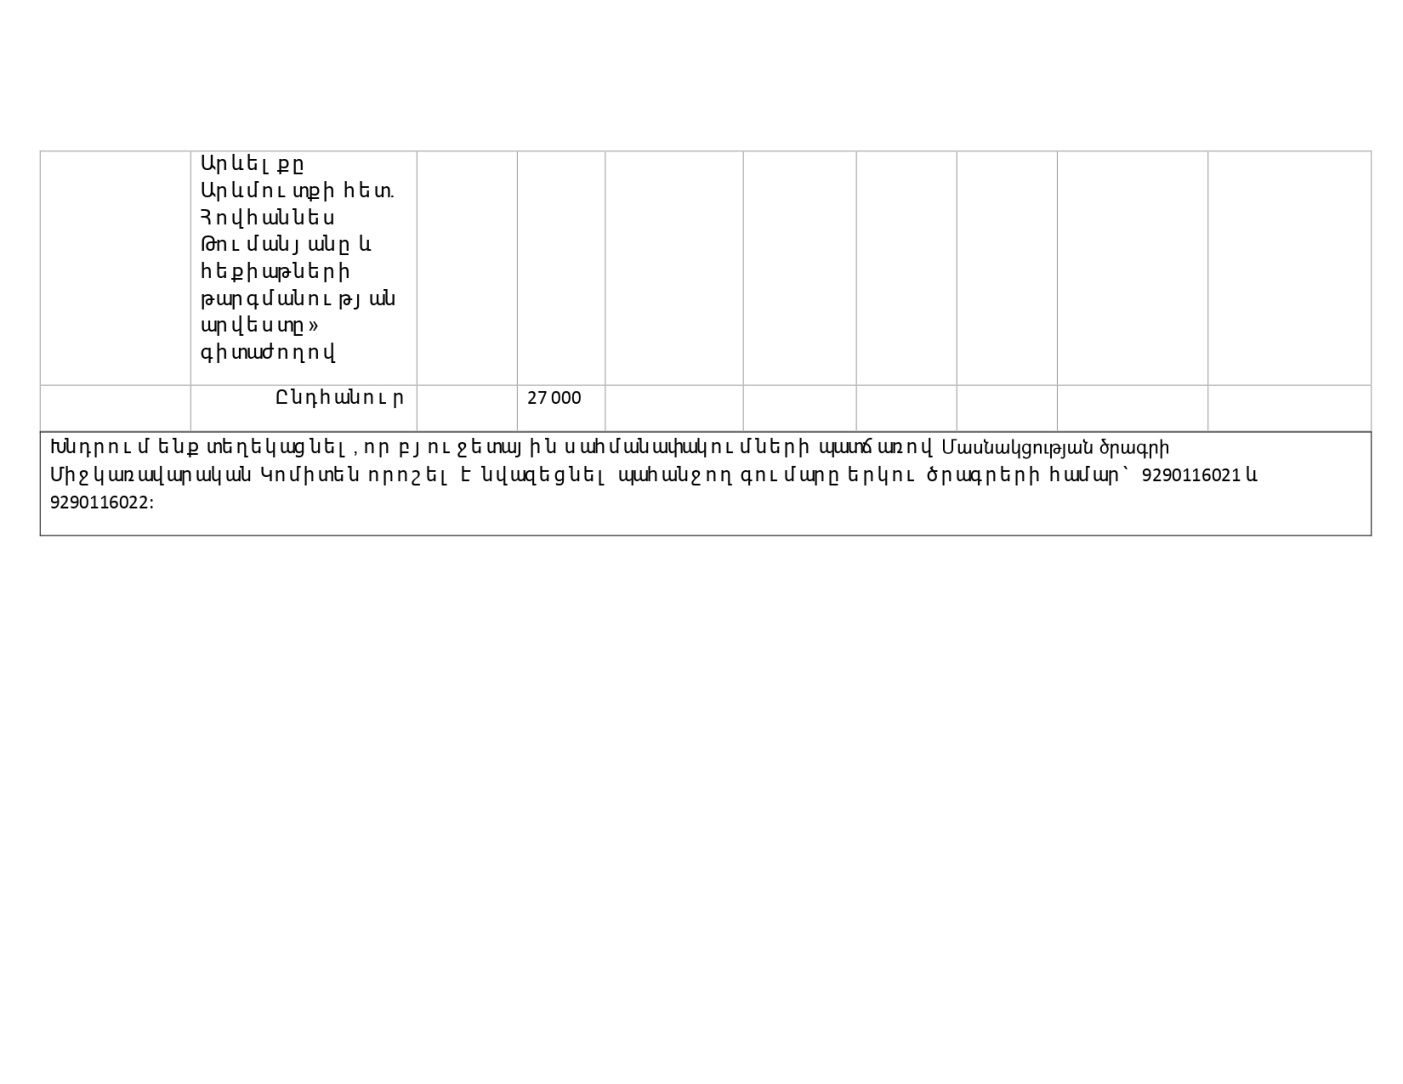 Արևելքը
Արևմուտքի հետ.
Հովհաննես
Թումանյանը և
հեքիաթների
թարգմանության
արվեստը»
գիտաժողով
Ընդհանուր 27 000
Խնդրում ենք տեղեկացնել, որ բյուջետային սահմանափակումների պատճառով Մասնակցության ծրագրի
Միջկառավարական Կոմիտեն որոշել է նվազեցնել պահանջող գումարը երկու ծրագրերի համար՝ 9290116021 և
9290116022: